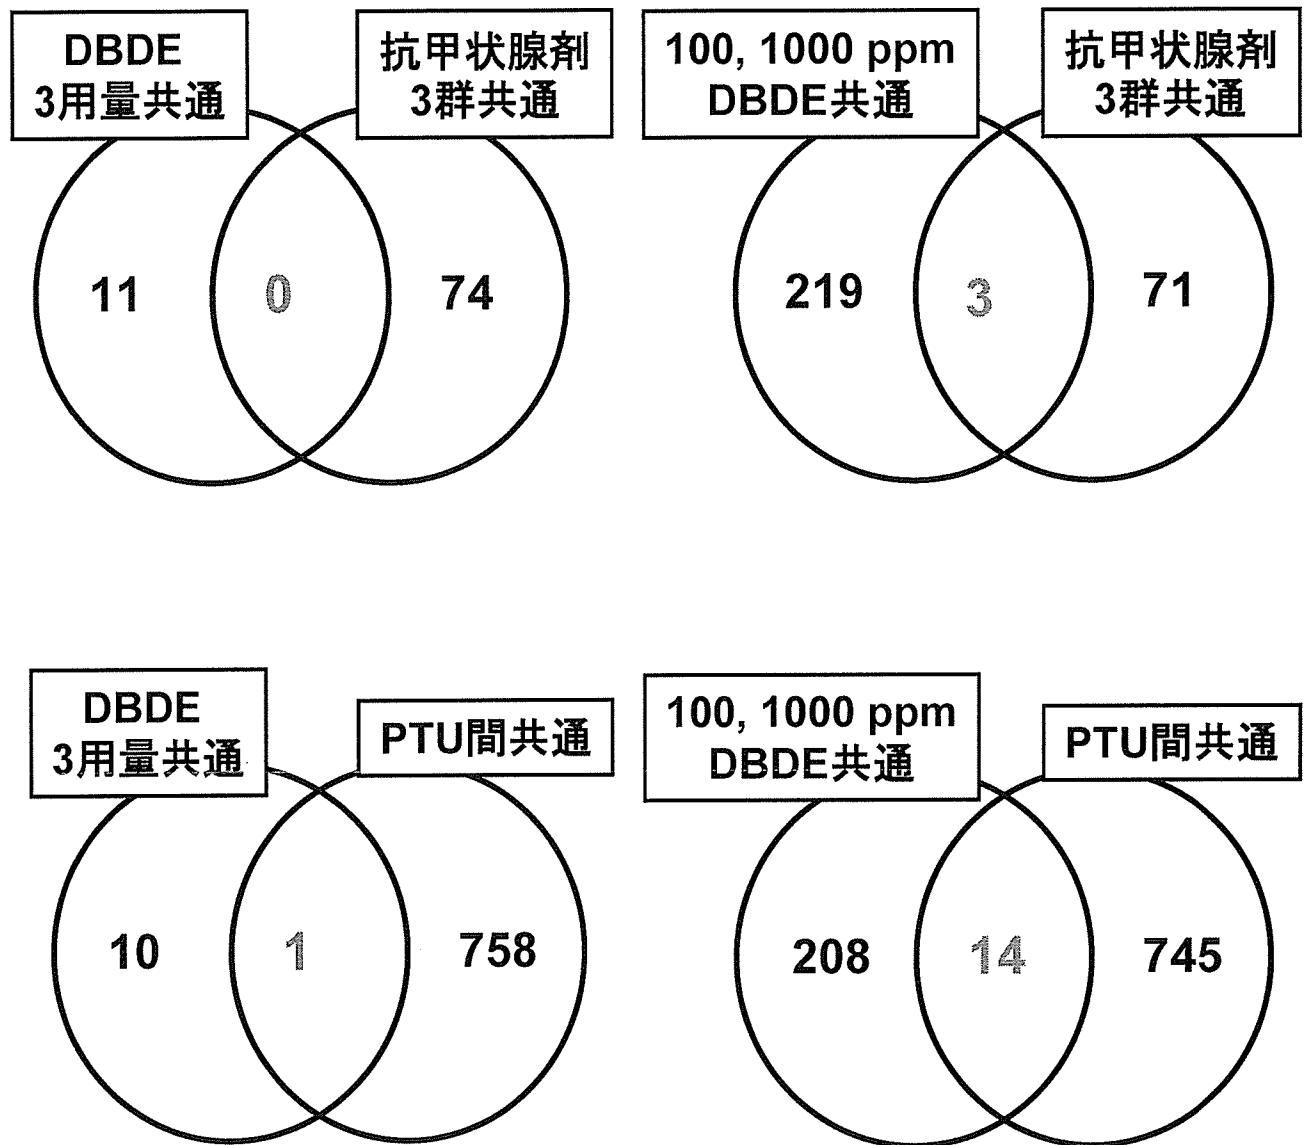 DBDE
3用量共通
抗甲状腺剤
3群共通
11
0
74
100, 1000 ppm
DBDE共通
抗甲状腺剤
3群共通
219
3
71
DBDE
3用量共通
PTU間共通
10
1
758
100, 1000 ppm
DBDE共通
PTU間共通
208
14
745